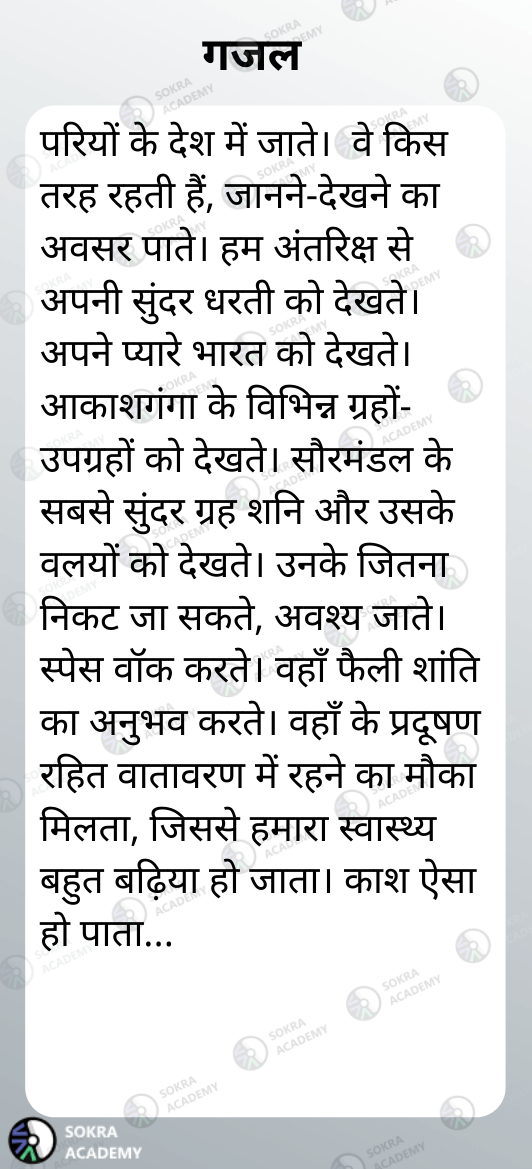 गजल
परियों के देश में जाते। वे किस
तरह रहती हैं, जानने-देखने का
अवसर पाते। हम अंतरिक्ष से
अपनी सुंदर धरती को देखते।
अपने प्यारे भारत को देखते।
आकाशगंगा के विभिन्न ग्रहों-
उपग्रहों को देखते। सौरमंडल के
सबसे सुंदर ग्रह शनि और उसके
वलयों को देखते। उनके जितना
निकट जा सकते, अवश्य जाते।
स्पेस वॉक करते। वहाँ फैली शांति
का अनुभव करते। वहाँ के प्रदूषण
रहित वातावरण में रहने का मौका
मिलता, जिससे हमारा स्वास्थ्य
बहुत बढ़िया हो जाता। काश ऐसा
हो पाता...
SOKRA
ACADEMY